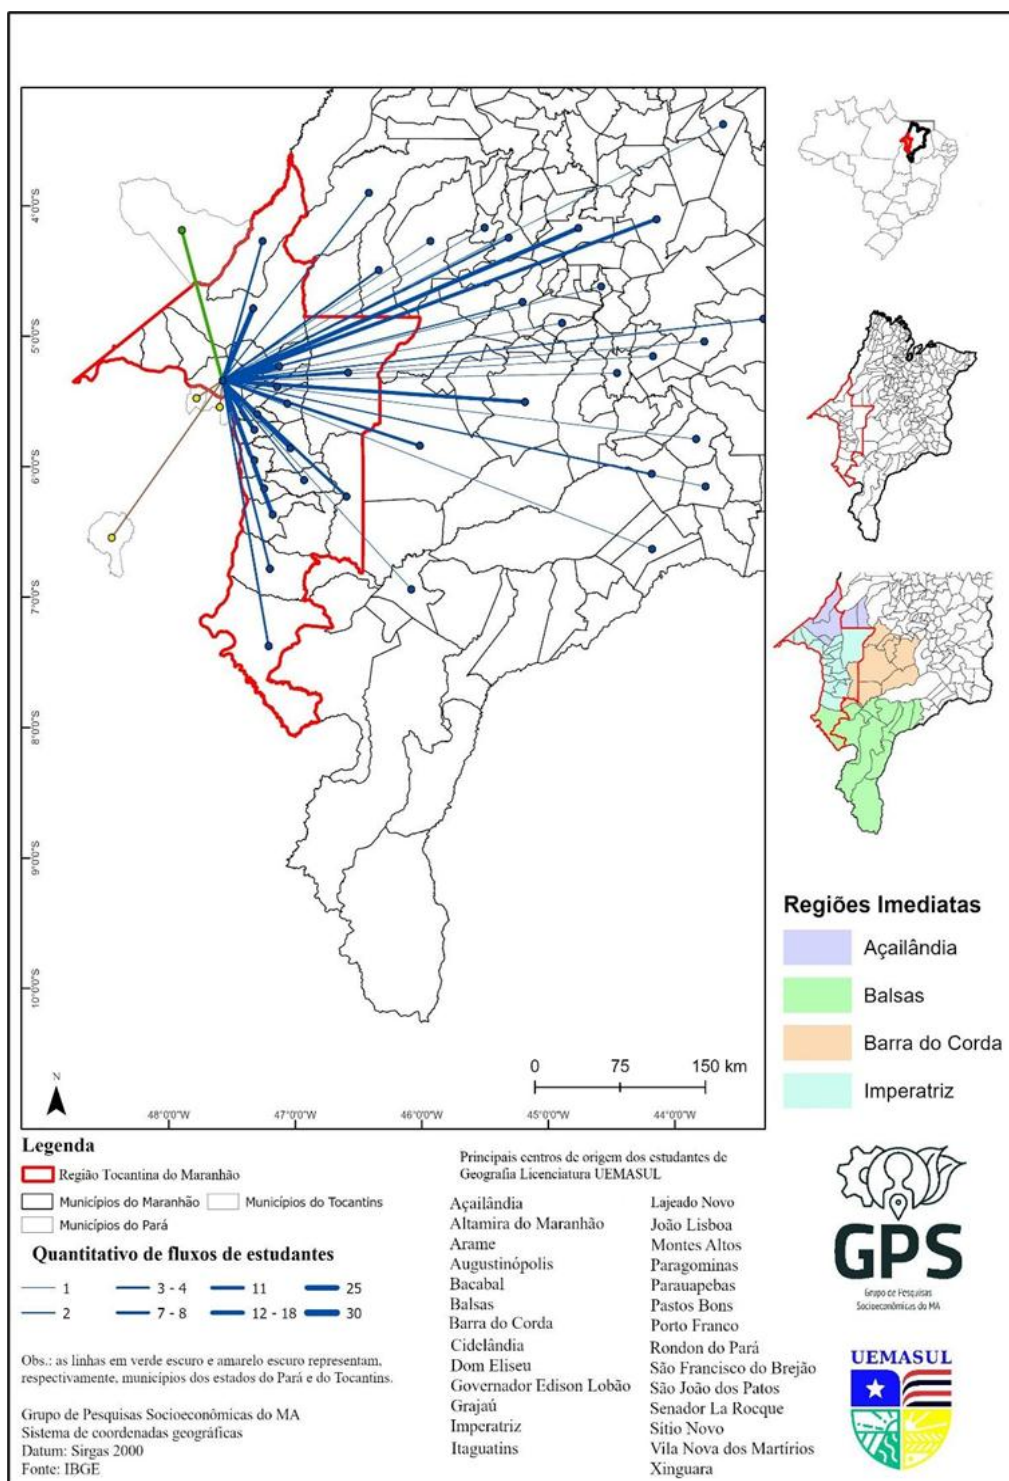 4°0'0"S
5°0'0"S
6°0'0"S
7°0'0"S
8°0'0"S
9°0'0"S
10°0'0"S
N
0 75 150 km
48°0'0"W 47°0'0"W 46°0'0"W 45°0'0"W 44°0'0"W
Regiões Imediatas
Açailândia
Balsas
Barra do Corda
Imperatriz
Legenda
Região Tocantina do Maranhão
Municípios do Maranhão Municípios do Tocantins
Municípios do Pará
Quantitativo de fluxos de estudantes
1 3 - 4 11 25
2 7 - 8 12 - 18 30
Obs.: as linhas em verde escuro e amarelo escuro representam,
respectivamente, municípios dos estados do Pará e do Tocantins.
Grupo de Pesquisas Socioeconômicas do MA
Sistema de coordenadas geográficas
Datum: Sirgas 2000
Fonte: IBGE
Principais centros de origem dos estudantes de
Geografia Licenciatura UEMASUL
Açailândia
Altamira do Maranhão
Arame
Augustinópolis
Bacabal
Balsas
Barra do Corda
Cidelândia
Dom Eliseu
Governador Edison Lobão
Grajaú
Imperatriz
Itaguatins
Lajeado Novo
João Lisboa
Montes Altos
Paragominas
Parauapebas
Pastos Bons
Porto Franco
Rondon do Pará
São Francisco do Brejão
São João dos Patos
Senador La Rocque
Sitio Novo
Vila Nova dos Martírios
Xinguara
GPS
Grupo de Pesquisas
Socioeconômicas do MA
UEMASUL